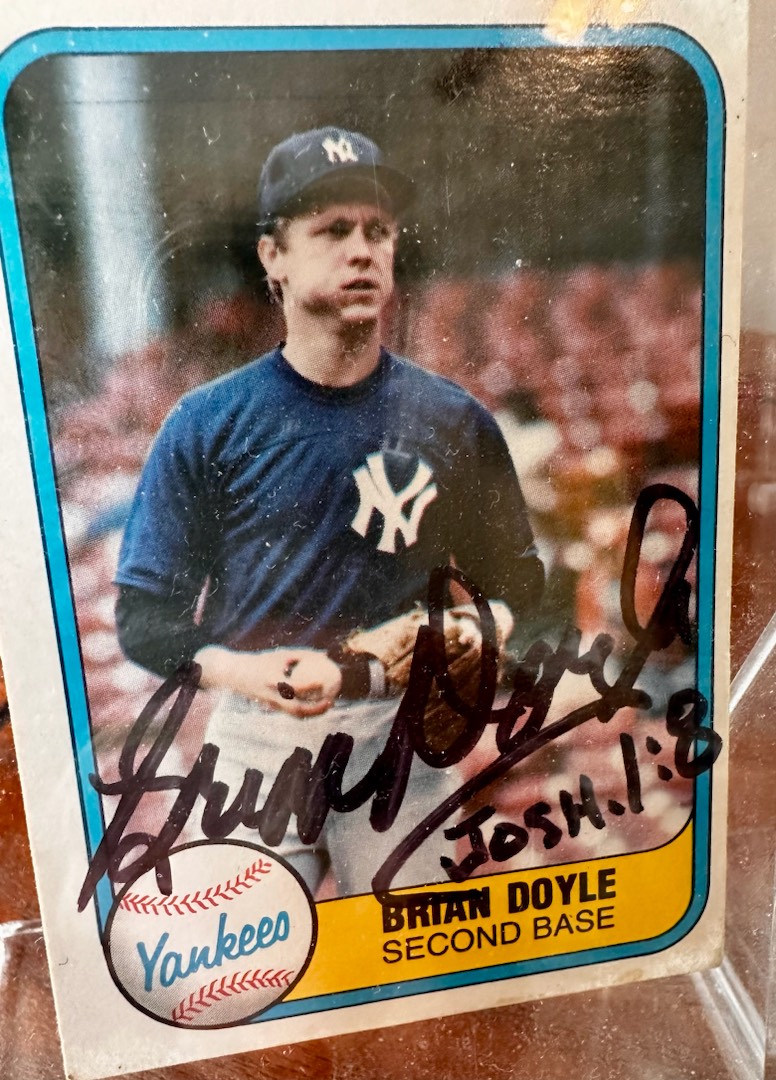 NY
NY
Brian Doyle
JOSH. 1:8
BRIAN DOYLE
SECOND BASE
Yankees